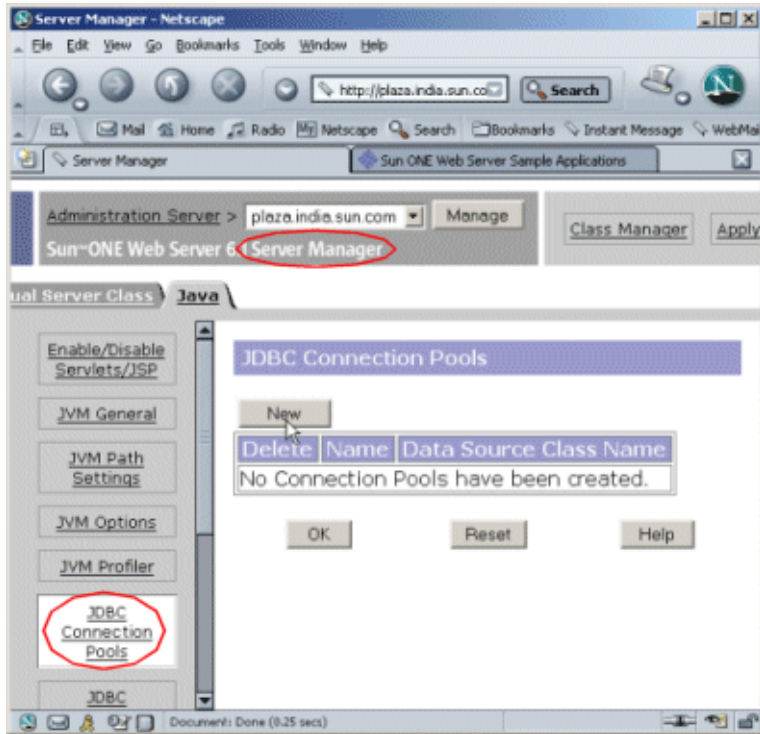 Server Manager - Netscape
File Edit View Go Bookmarks Tools Window Help
http://plaza.india.sun.co
Search
Mail Home Radio My Netscape Search Bookmarks Instant Message WebMai
Server Manager
Sun ONE Web Server Sample Applications
Administration Server > plaza.india.sun.com Manage
Class Manager Apply
Sun ONE Web Server 6.1 Server Manager
ual Server Class Java
Enable/Disable
Servlets/JSP
JVM General
JVM Path
Settings
JVM Options
JVM Profiler
JDBC
Connection
Pools
JDBC
JDBC Connection Pools
New
Delete Name Data Source Class Name
No Connection Pools have been created.
OK Reset Help
Document: Done (0.25 secs)